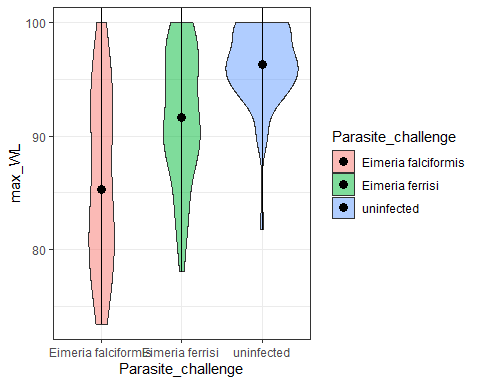 100
90
80
max_WL
Eimeria falciformis Eimeria ferrisi uninfected
Parasite_challenge
Parasite_challenge
Eimeria falciformis
Eimeria ferrisi
uninfected